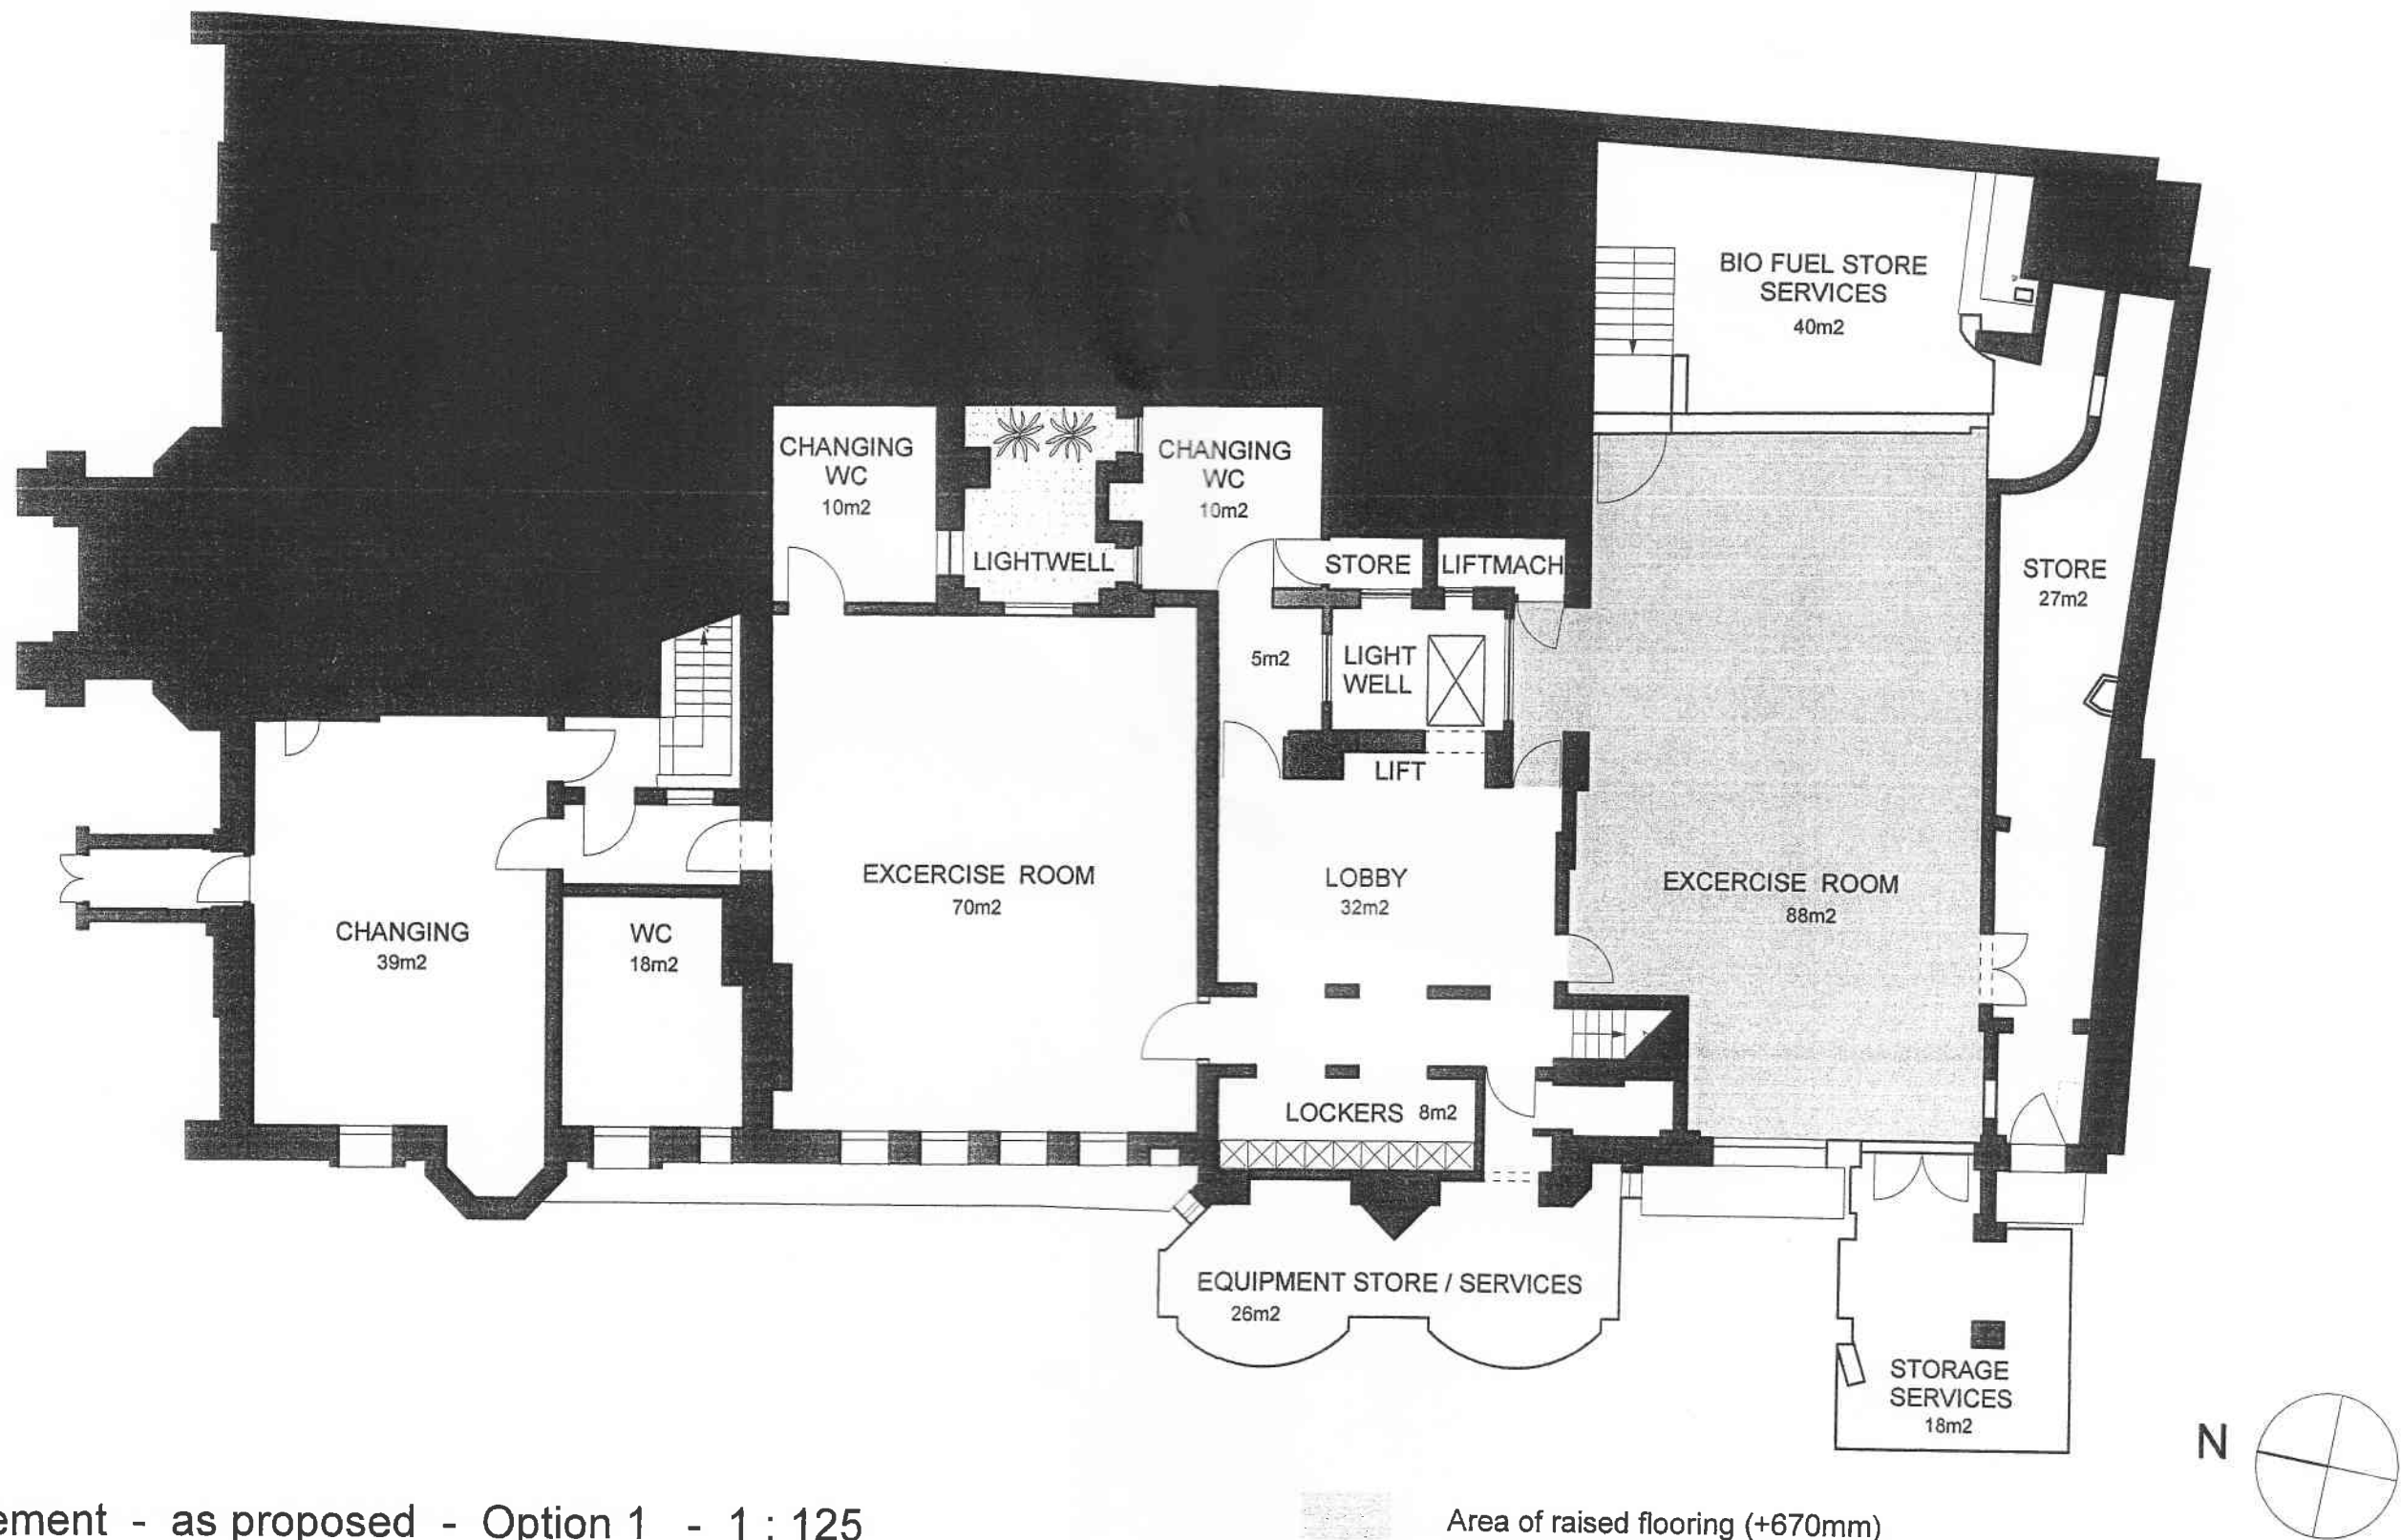 BIO FUEL STORE
SERVICES
40m2
CHANGING
WC
10m2
LIGHTWELL
CHANGING
WC
10m2
STORE
LIFTMACH
STORE
27m2
5m2
LIGHT
WELL
LIFT
EXCERCISE ROOM
70m2
LOBBY
32m2
EXCERCISE ROOM
88m2
CHANGING
39m2
WC
18m2
LOCKERS 8m2
EQUIPMENT STORE / SERVICES
26m2
STORAGE
SERVICES
18m2
N
ement - as proposed - Option 1 - 1 : 125
Area of raised flooring (+670mm)